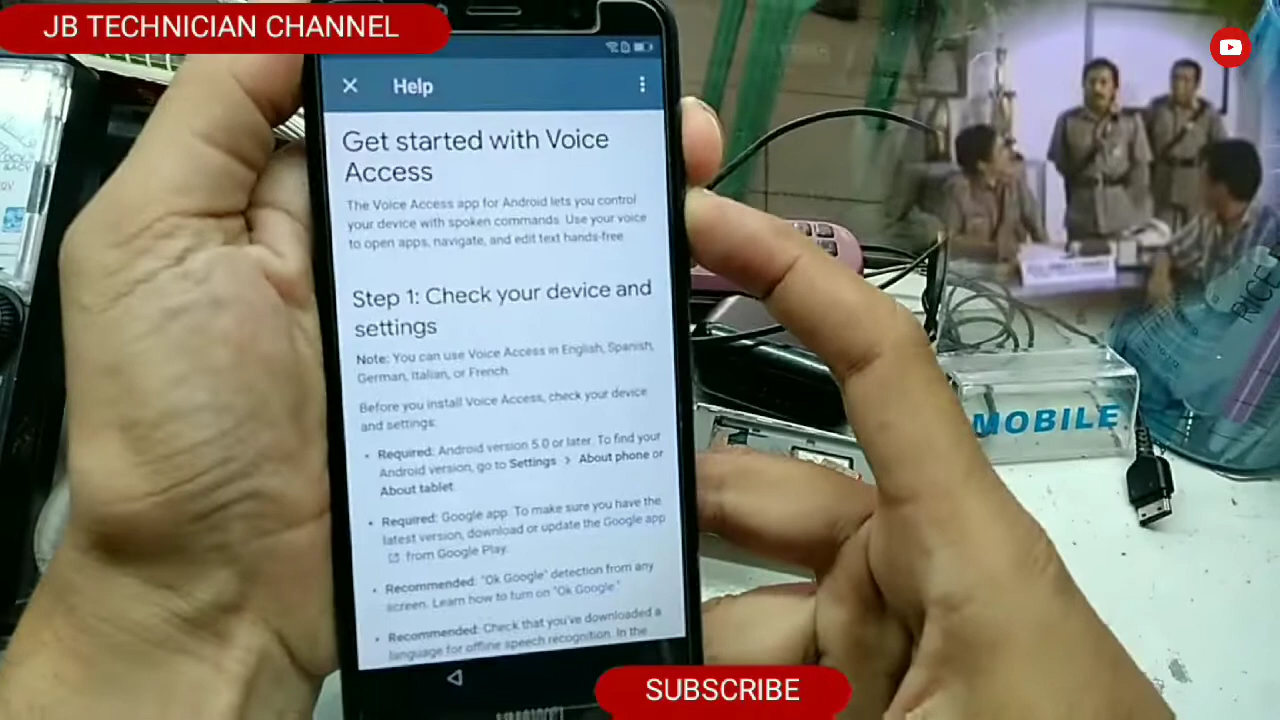 JB TECHNICIAN CHANNEL
Help
Get started with Voice
Access
The Voice Access app for Android lets you control
your device with spoken commands. Use your voice
to open apps, navigate, and edit text hands-free.
Step 1: Check your device and
settings
Note: You can use Voice Access in English, Spanish,
German, Italian, or French.
Before you install Voice Access, check your device
and settings:
• Required: Android version 5.0 or later. To find your
Android version, go to Settings > About phone or
About tablet.
• Required: Google app. To make sure you have the
latest version, download or update the Google app
from Google Play.
• Recommended: "Ok Google" detection from any
screen. Learn how to turn on "Ok Google."
• Recommended: Check that you've downloaded a
language for offline speech recognition. In the
MOBILE
RICE
SUBSCRIBE